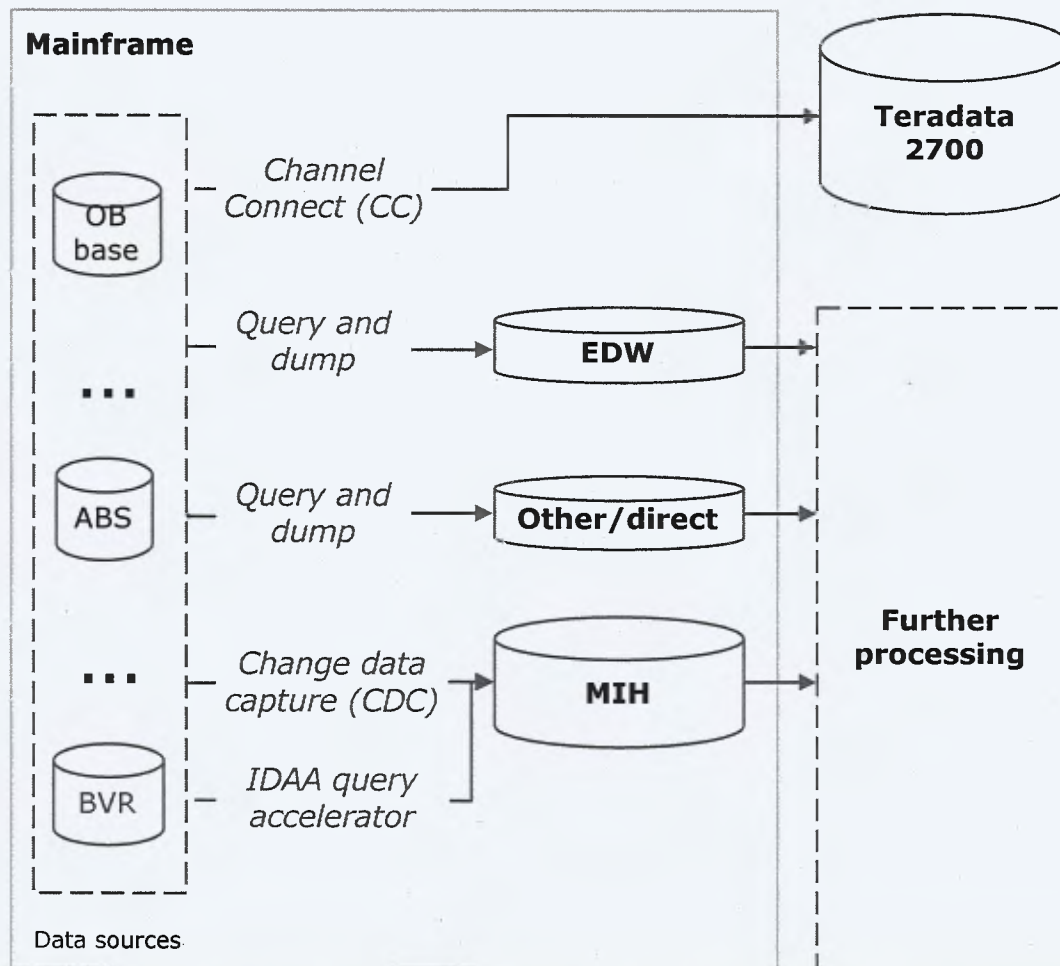 Mainframe
Teradata
2700
Channel
Connect (CC)
OB
base
Query and
dump
EDW
...
ABS
Query and
dump
Other/direct
...
Change data
capture (CDC)
MIH
Further
processing
BVR
IDAA query
accelerator
Data sources